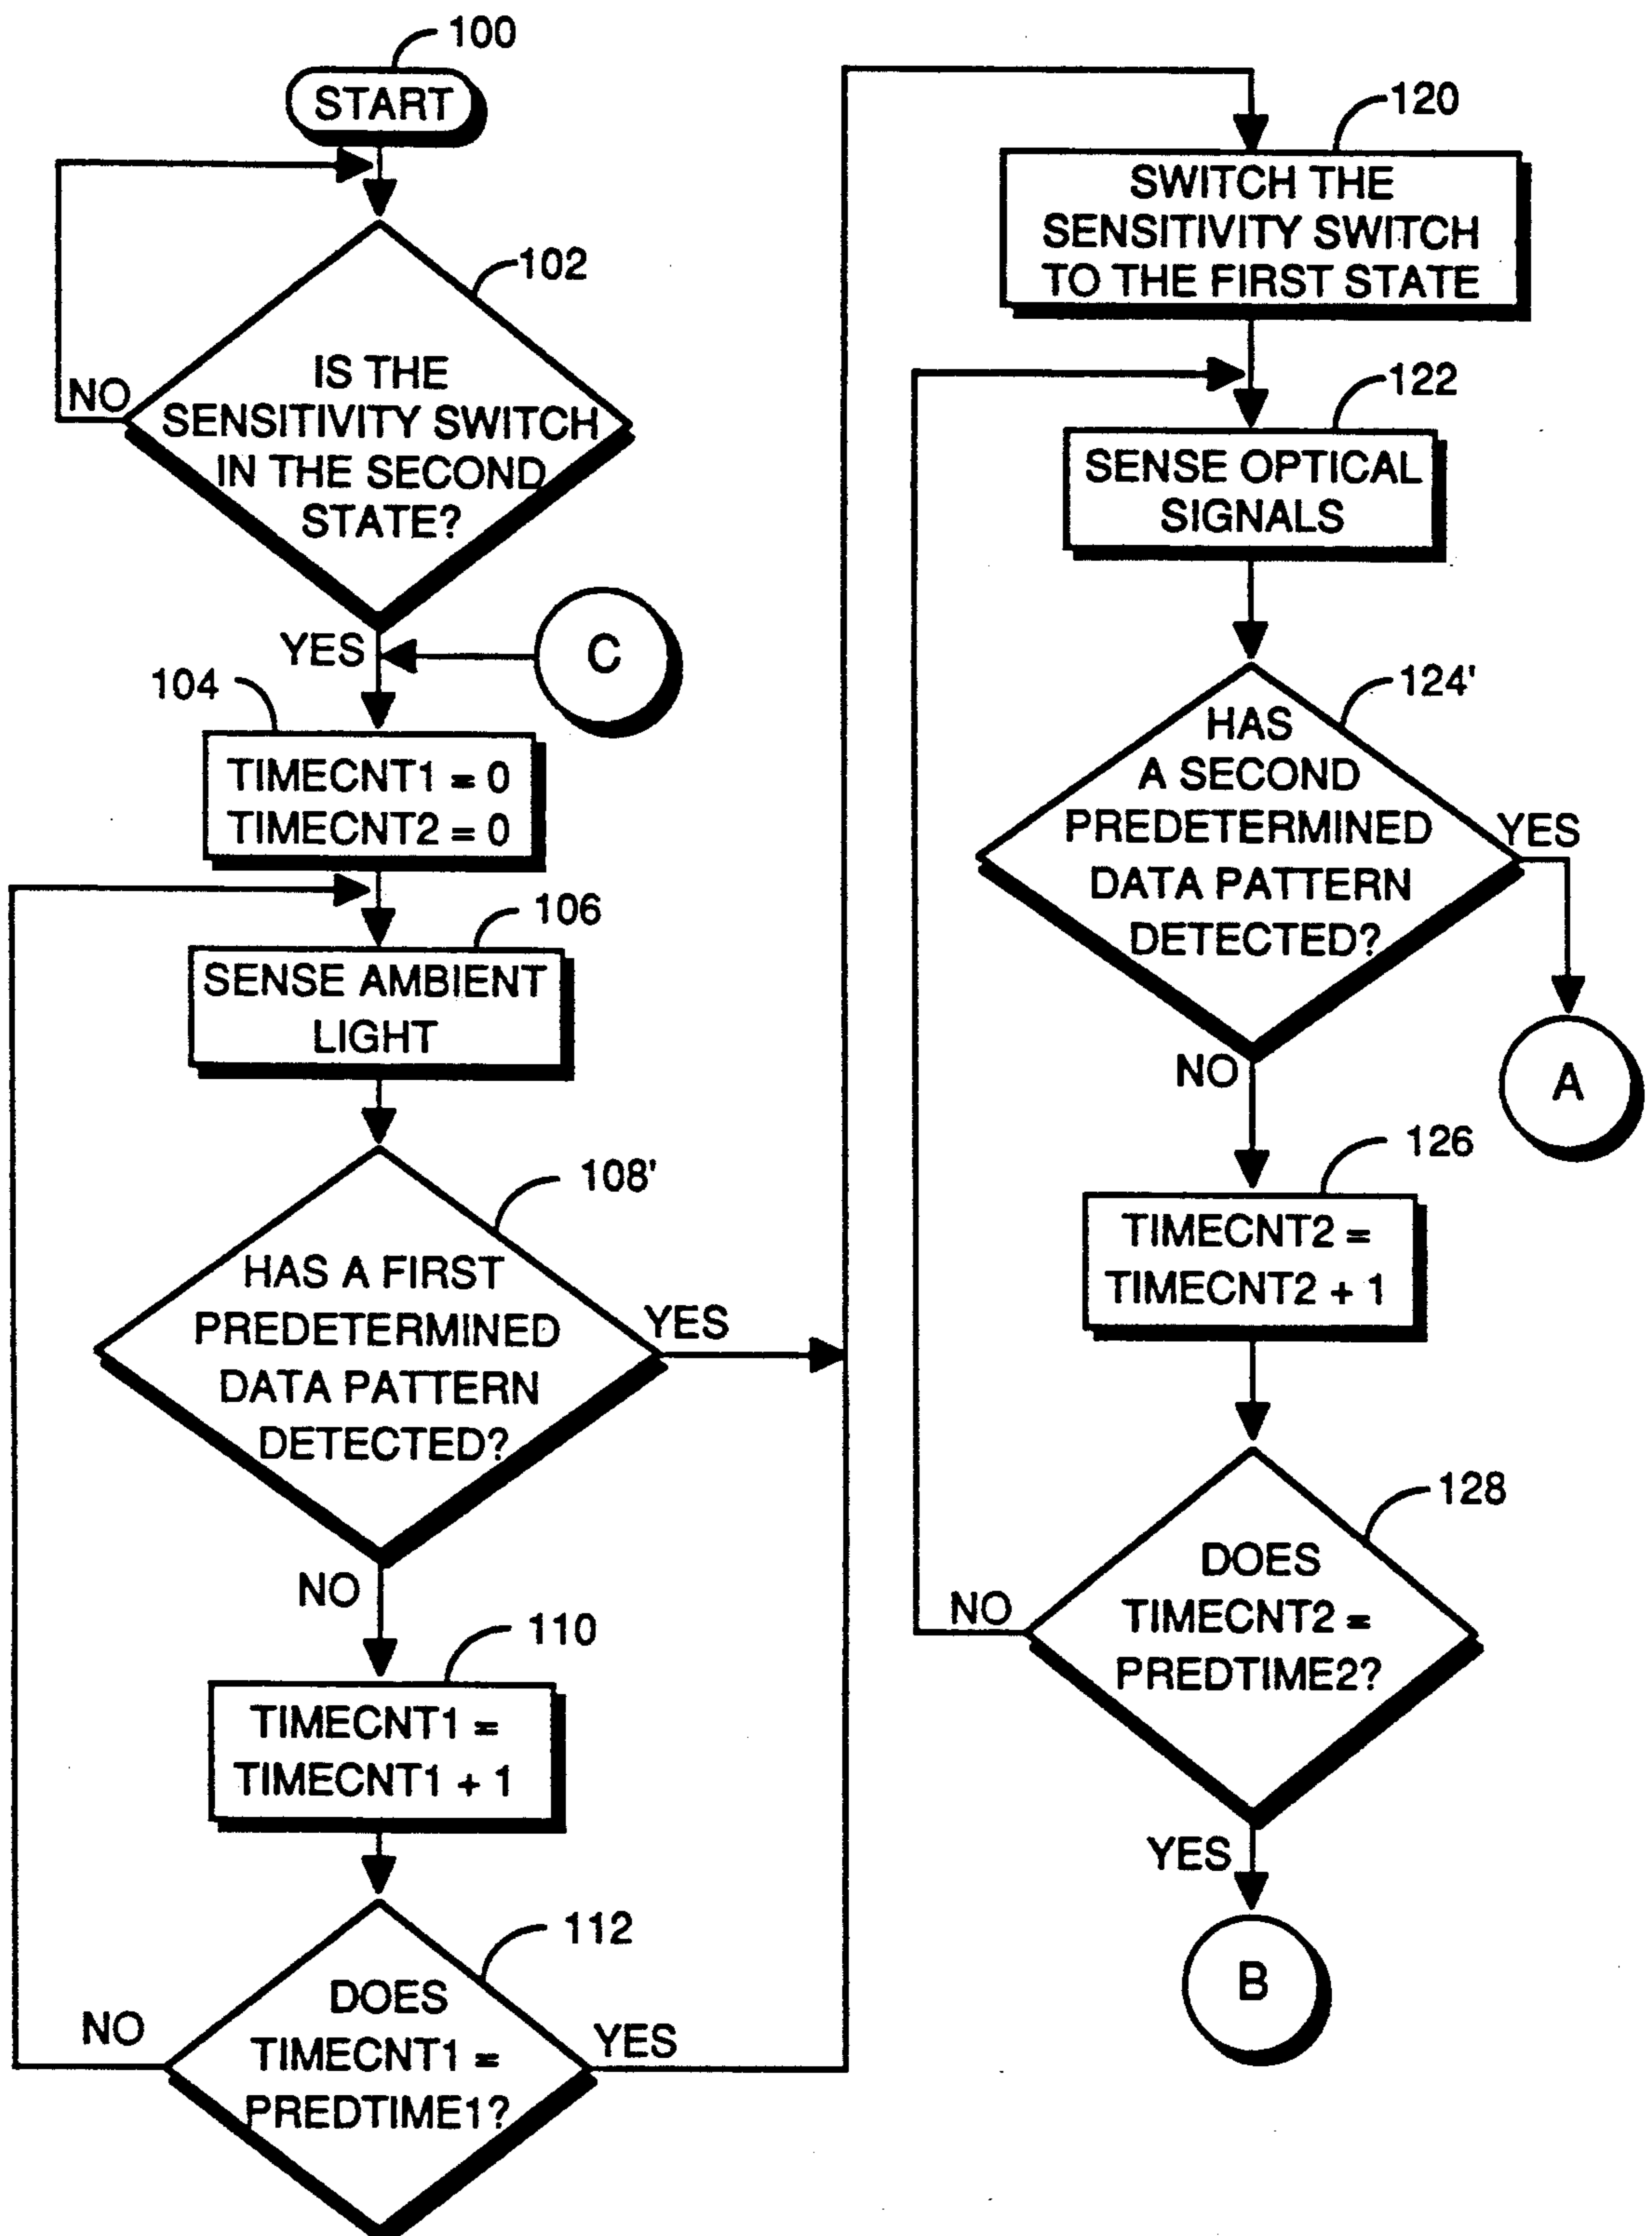 100
START
102
IS THE
SENSITIVITY SWITCH
IN THE SECOND
STATE?
NO
YES
C
104
TIMECNT1 = 0
TIMECNT2 = 0
106
SENSE AMBIENT
LIGHT
108'
HAS A FIRST
PREDETERMINED
DATA PATTERN
DETECTED?
YES
NO
110
TIMECNT1 =
TIMECNT1 + 1
112
DOES
TIMECNT1 =
PREDTIME1?
NO
YES
120
SWITCH THE
SENSITIVITY SWITCH
TO THE FIRST STATE
122
SENSE OPTICAL
SIGNALS
124'
HAS
A SECOND
PREDETERMINED
DATA PATTERN
DETECTED?
YES
A
NO
126
TIMECNT2 =
TIMECNT2 + 1
128
DOES
TIMECNT2 =
PREDTIME2?
NO
YES
B